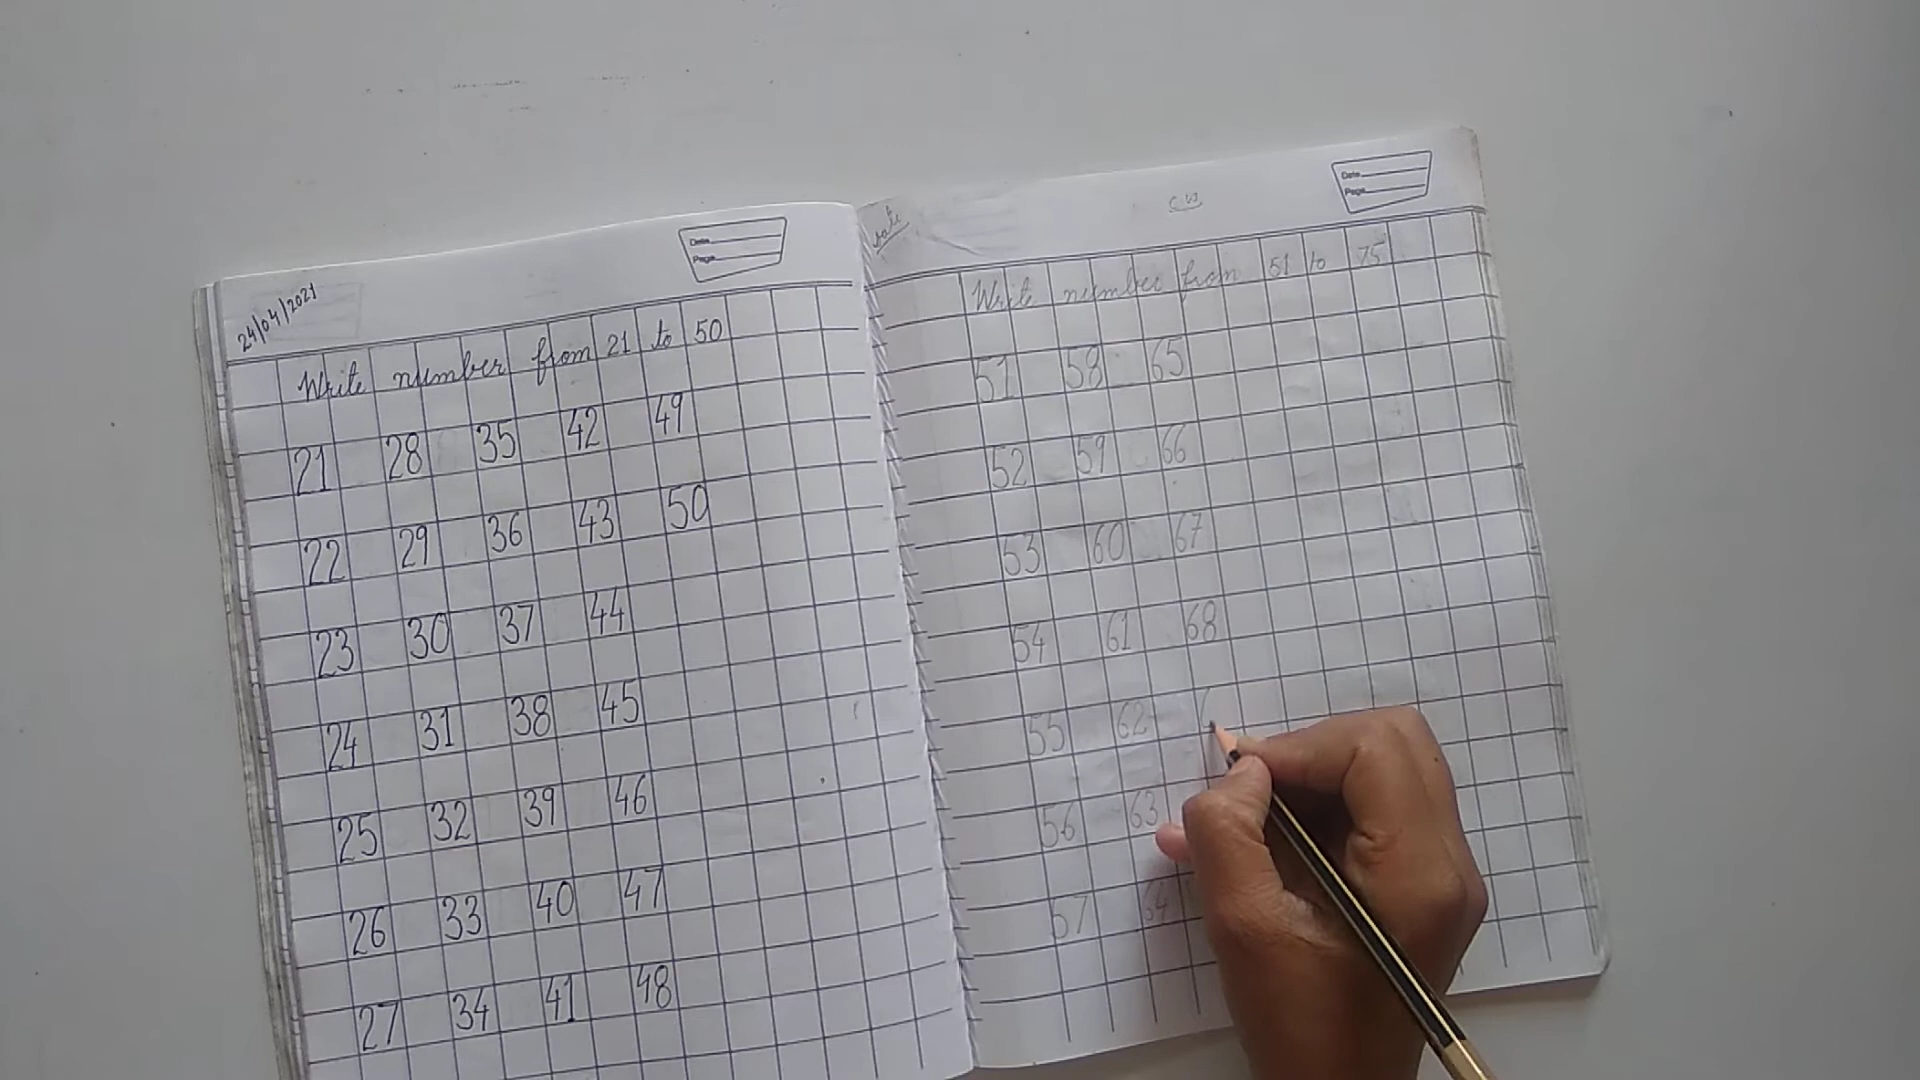 Date
Page
24/04/2021
Write number from 21 to 50
21 28 35 42 49
22 29 36 43 50
23 30 37 44
24 31 38 45
25 32 39 46
26 33 40 47
27 34 41 48
C.W.
Date
Page
Write number from 51 to 75
51 58 65
52 59 66
53 60 67
54 61 68
55 62
56 63
57 64